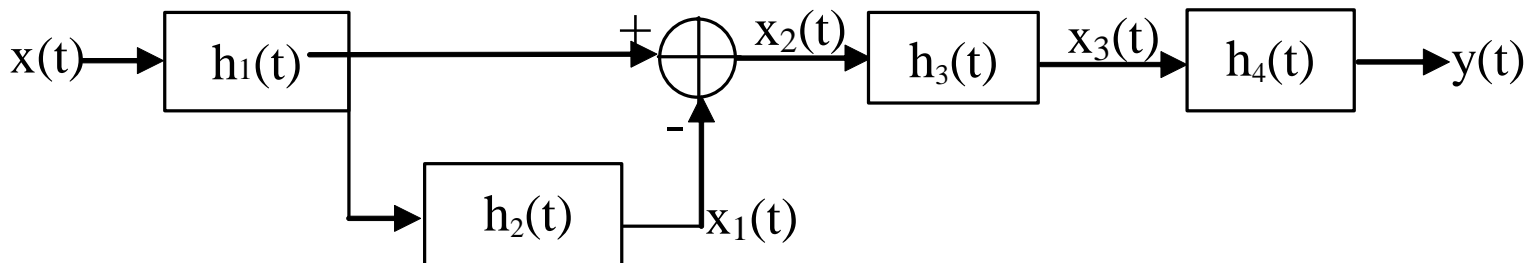 x(t)
h₁(t)
+
x₂(t)
h₃(t)
x₃(t)
h₄(t)
y(t)
-
h₂(t)
x₁(t)